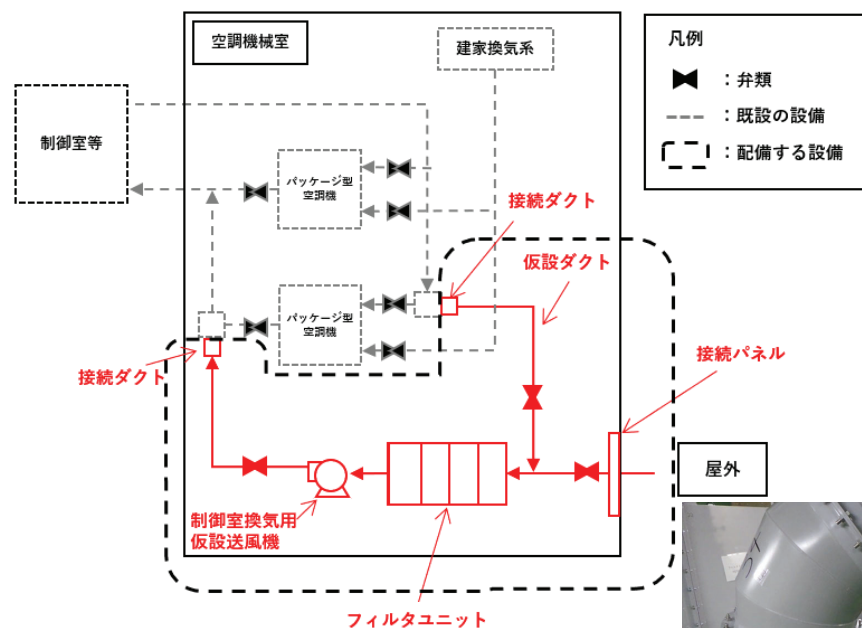 空調機械室
建家換気系
凡例
：弁類
：既設の設備
：配備する設備
制御室等
パッケージ型
空調機
接続ダクト
仮設ダクト
パッケージ型
空調機
接続ダクト
接続パネル
屋外
制御室換気用
仮設送風機
フィルタユニット